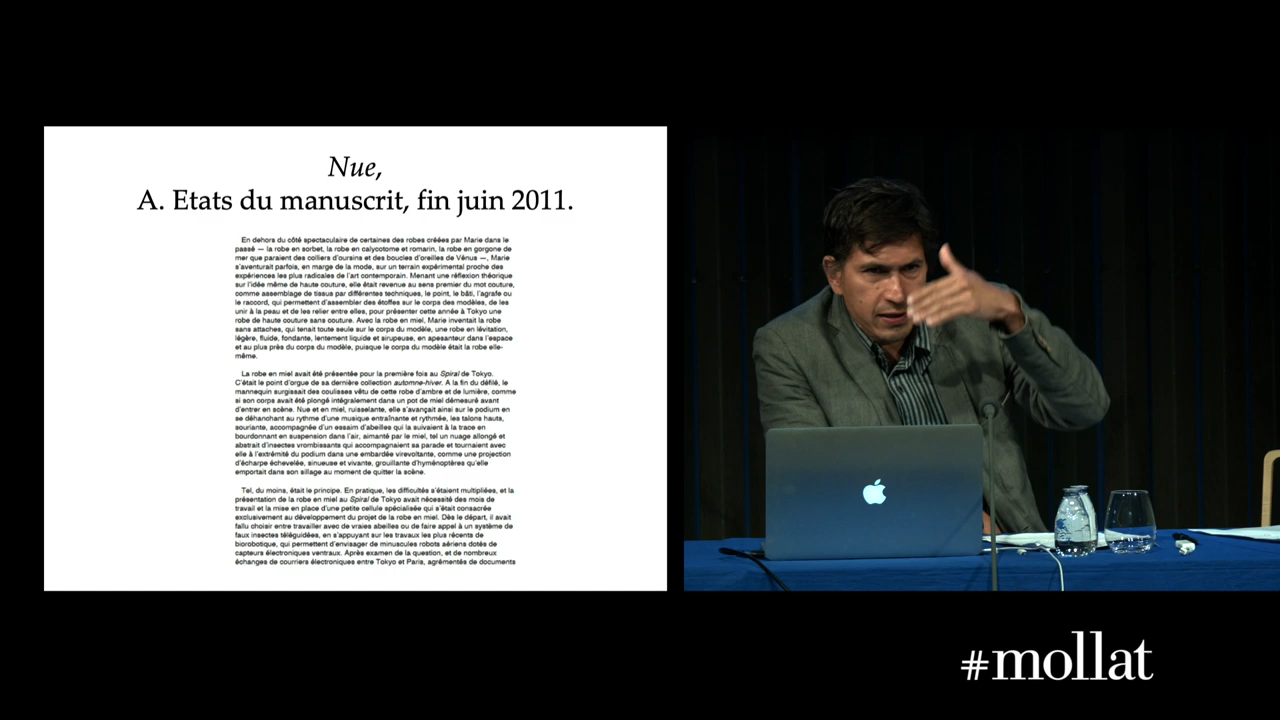 Nue,
A. Etats du manuscrit, fin juin 2011.
En dehors du côté spectaculaire de certaines des robes créées par Marie dans le
passé — la robe en sorbet, la robe en calycotome et romarin, la robe en gorgone de
mer que paraient des colliers d'oursins et des boucles d'oreilles de Vénus —, Marie
s'aventurait parfois, en marge de la mode, sur un terrain expérimental proche des
expériences les plus radicales de l'art contemporain. Menant une réflexion théorique
sur l'idée même de haute couture, elle était revenue au sens premier du mot couture,
comme assemblage de tissus par différentes techniques, le point, le bâti, l'agrafe ou
le raccord, qui permettent d'assembler des étoffes sur le corps des modèles, de les
unir à la peau et de les relier entre elles, pour présenter cette année à Tokyo une
robe de haute couture sans couture. Avec la robe en miel, Marie inventait la robe
sans attaches, qui tenait toute seule sur le corps du modèle, une robe en lévitation,
légère, fluide, fondante, lentement liquide et sirupeuse, en apesanteur dans l'espace
et au plus près du corps du modèle, puisque le corps du modèle était la robe elle-
même.
La robe en miel avait été présentée pour la première fois au Spiral de Tokyo.
C'était le point d'orgue de sa dernière collection automne-hiver. A la fin du défilé, le
mannequin surgissait des coulisses vêtu de cette robe d'ambre et de lumière, comme
si son corps avait été plongé intégralement dans un pot de miel démesuré avant
d'entrer en scène. Nue et en miel, ruisselante, elle s'avançait ainsi sur le podium en
se déhanchant au rythme d'une musique entraînante et rythmée, les talons hauts,
souriante, accompagnée d'un essaim d'abeilles qui la suivaient à la trace en
bourdonnant en suspension dans l'air, aimanté par le miel, tel un nuage allongé et
abstrait d'insectes vrombissants qui accompagnaient sa parade et tournaient avec
elle à l'extrémité du podium dans une embardée virevoltante, comme une projection
d'écharpe échevelée, sinueuse et vivante, grouillante d'hyménoptères qu'elle
emportait dans son sillage au moment de quitter la scène.
Tel, du moins, était le principe. En pratique, les difficultés s'étaient multipliées, et la
présentation de la robe en miel au Spiral de Tokyo avait nécessité des mois de
travail et la mise en place d'une petite cellule spécialisée qui s'était consacrée
exclusivement au développement du projet de la robe en miel. Dès le départ, il avait
fallu choisir entre travailler avec de vraies abeilles ou de faire appel à un système de
faux insectes téléguidées, en s'appuyant sur les travaux les plus récents de
biorobotique, qui permettent d'envisager de minuscules robots aériens dotés de
capteurs électroniques ventraux. Après examen de la question, et de nombreux
échanges de courriers électroniques entre Tokyo et Paris, agrémentés de documents
#mollat